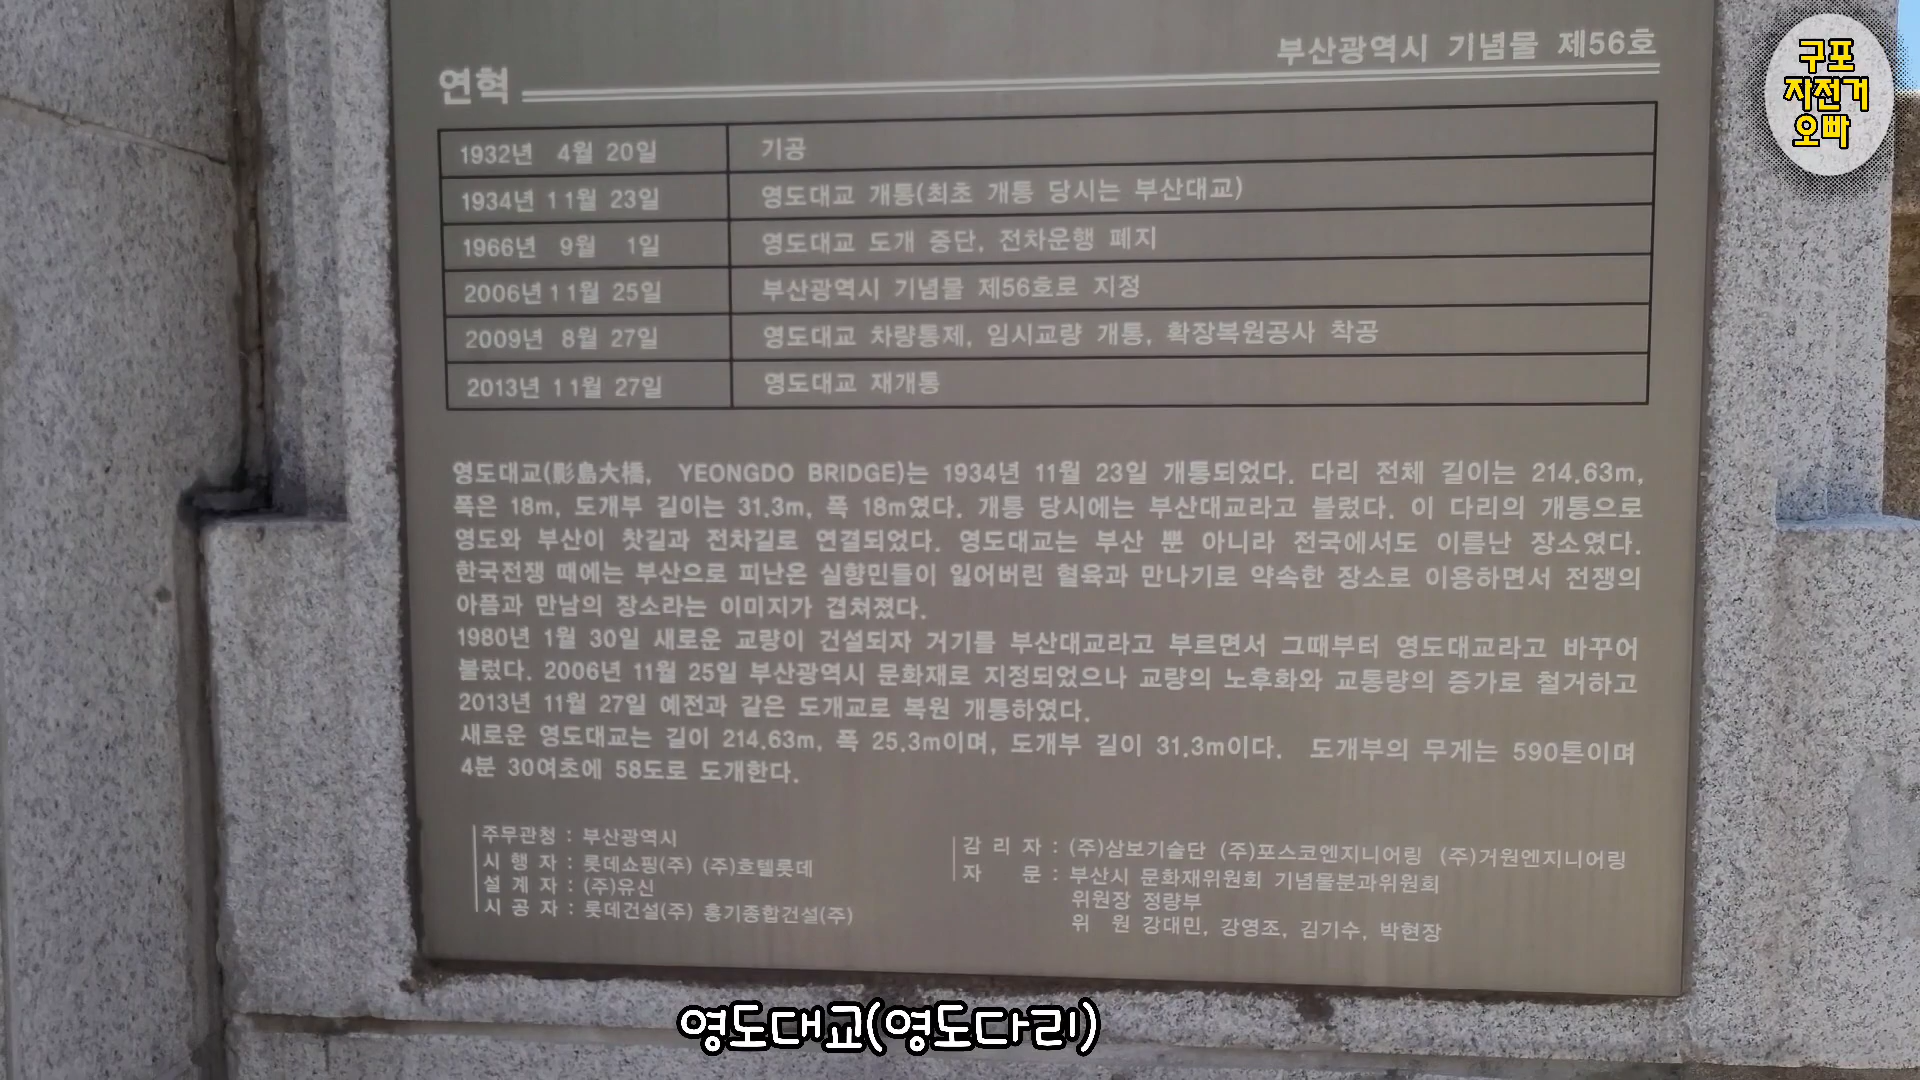 부산광역시 기념물 제56호
연혁
1932년 4월 20일 기공
1934년 11월 23일 영도대교 개통(최초 개통 당시는 부산대교)
1966년 9월 1일 영도대교 도개 중단, 전차운행 폐지
2006년 11월 25일 부산광역시 기념물 제56호로 지정
2009년 8월 27일 영도대교 차량통제, 임시교량 개통, 확장복원공사 착공
2013년 11월 27일 영도대교 재개통
영도대교(影島大橋, YEONGDO BRIDGE)는 1934년 11월 23일 개통되었다. 다리 전체 길이는 214.63m,
폭은 18m, 도개부 길이는 31.3m, 폭 18m였다. 개통 당시에는 부산대교라고 불렀다. 이 다리의 개통으로
영도와 부산이 찻길과 전차길로 연결되었다. 영도대교는 부산 뿐 아니라 전국에서도 이름난 장소였다.
한국전쟁 때에는 부산으로 피난온 실향민들이 잃어버린 혈육과 만나기로 약속한 장소로 이용하면서 전쟁의
아픔과 만남의 장소라는 이미지가 겹쳐졌다.
1980년 1월 30일 새로운 교량이 건설되자 거기를 부산대교라고 부르면서 그때부터 영도대교라고 바꾸어
불렀다. 2006년 11월 25일 부산광역시 문화재로 지정되었으나 교량의 노후화와 교통량의 증가로 철거하고
2013년 11월 27일 예전과 같은 도개교로 복원 개통하였다.
새로운 영도대교는 길이 214.63m, 폭 25.3m이며, 도개부 길이 31.3m이다. 도개부의 무게는 590톤이며
4분 30여초에 58도로 도개한다.
주무관청 : 부산광역시
시 행 자 : 롯데쇼핑(주) (주)호텔롯데
설 계 자 : (주)유신
시 공 자 : 롯데건설(주) 홍기종합건설(주)
감 리 자 : (주)삼보기술단 (주)포스코엔지니어링 (주)거원엔지니어링
자 문 : 부산시 문화재위원회 기념물분과위원회
위원장 정량부
위 원 강대민, 강영조, 김기수, 박현장
구포
자전거
오빠
영도대교(영도다리)